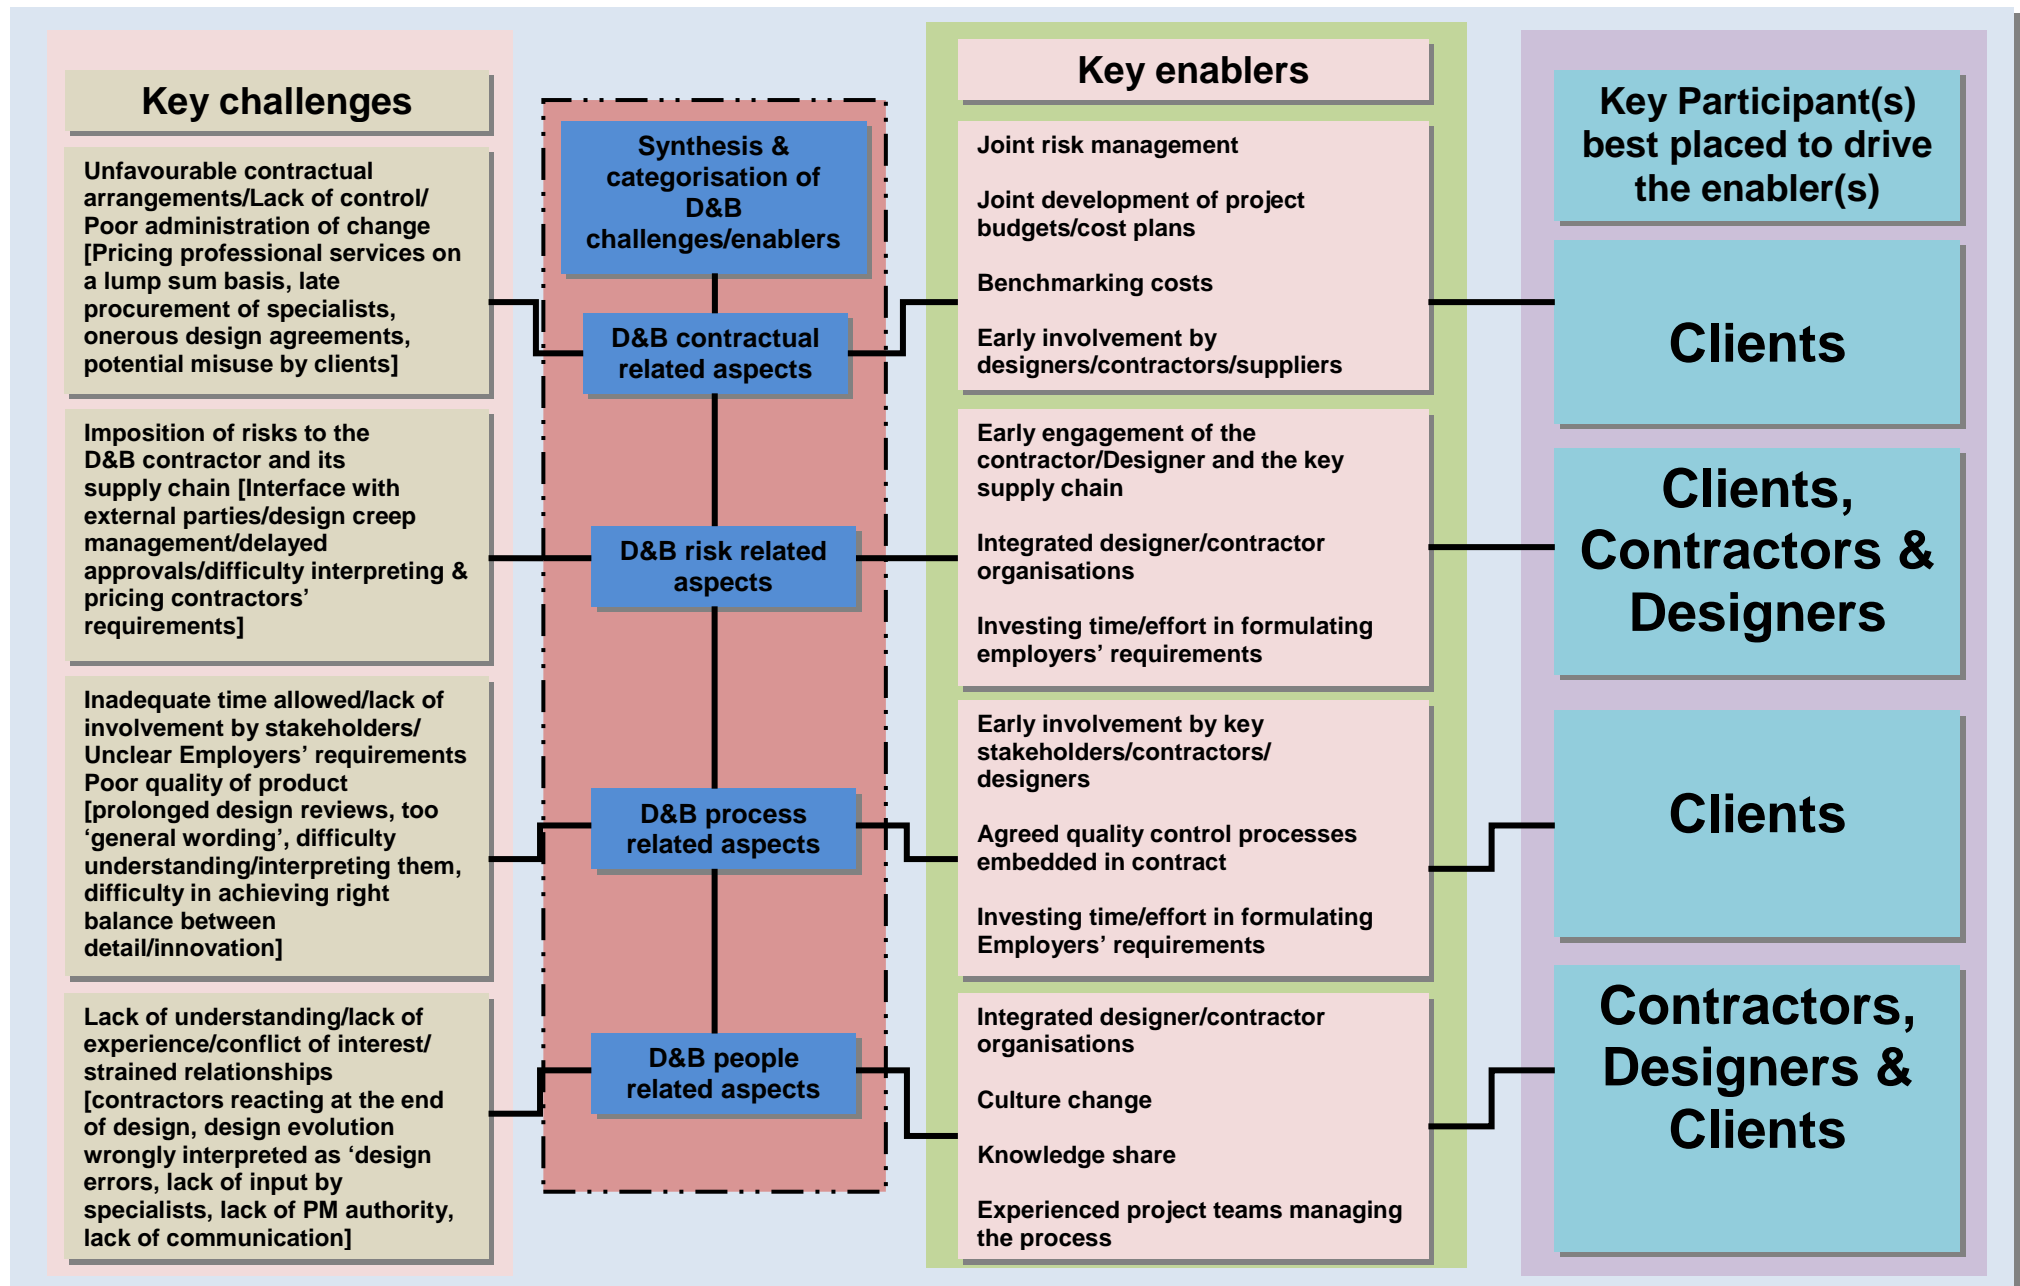 Key challenges
Unfavourable contractual
arrangements/Lack of control/
Poor administration of change
[Pricing professional services on
a lump sum basis, late
procurement of specialists,
onerous design agreements,
potential misuse by clients]
Imposition of risks to the
D&B contractor and its
supply chain [Interface with
external parties/design creep
management/delayed
approvals/difficulty interpreting &
pricing contractors’
requirements]
Inadequate time allowed/lack of
involvement by stakeholders/
Unclear Employers’ requirements
Poor quality of product
[prolonged design reviews, too
‘general wording’, difficulty
understanding/interpreting them,
difficulty in achieving right
balance between
detail/innovation]
Lack of understanding/lack of
experience/conflict of interest/
strained relationships
[contractors reacting at the end
of design, design evolution
wrongly interpreted as ‘design
errors, lack of input by
specialists, lack of PM authority,
lack of communication]
Synthesis &
categorisation of
D&B
challenges/enablers
D&B contractual
related aspects
D&B risk related
aspects
D&B process
related aspects
D&B people
related aspects
Key enablers
Joint risk management
Joint development of project
budgets/cost plans
Benchmarking costs
Early involvement by
designers/contractors/suppliers
Early engagement of the
contractor/Designer and the key
supply chain
Integrated designer/contractor
organisations
Investing time/effort in formulating
employers’ requirements
Early involvement by key
stakeholders/contractors/
designers
Agreed quality control processes
embedded in contract
Investing time/effort in formulating
Employers’ requirements
Integrated designer/contractor
organisations
Culture change
Knowledge share
Experienced project teams managing
the process
Key Participant(s)
best placed to drive
the enabler(s)
Clients
Clients,
Contractors &
Designers
Clients
Contractors,
Designers &
Clients